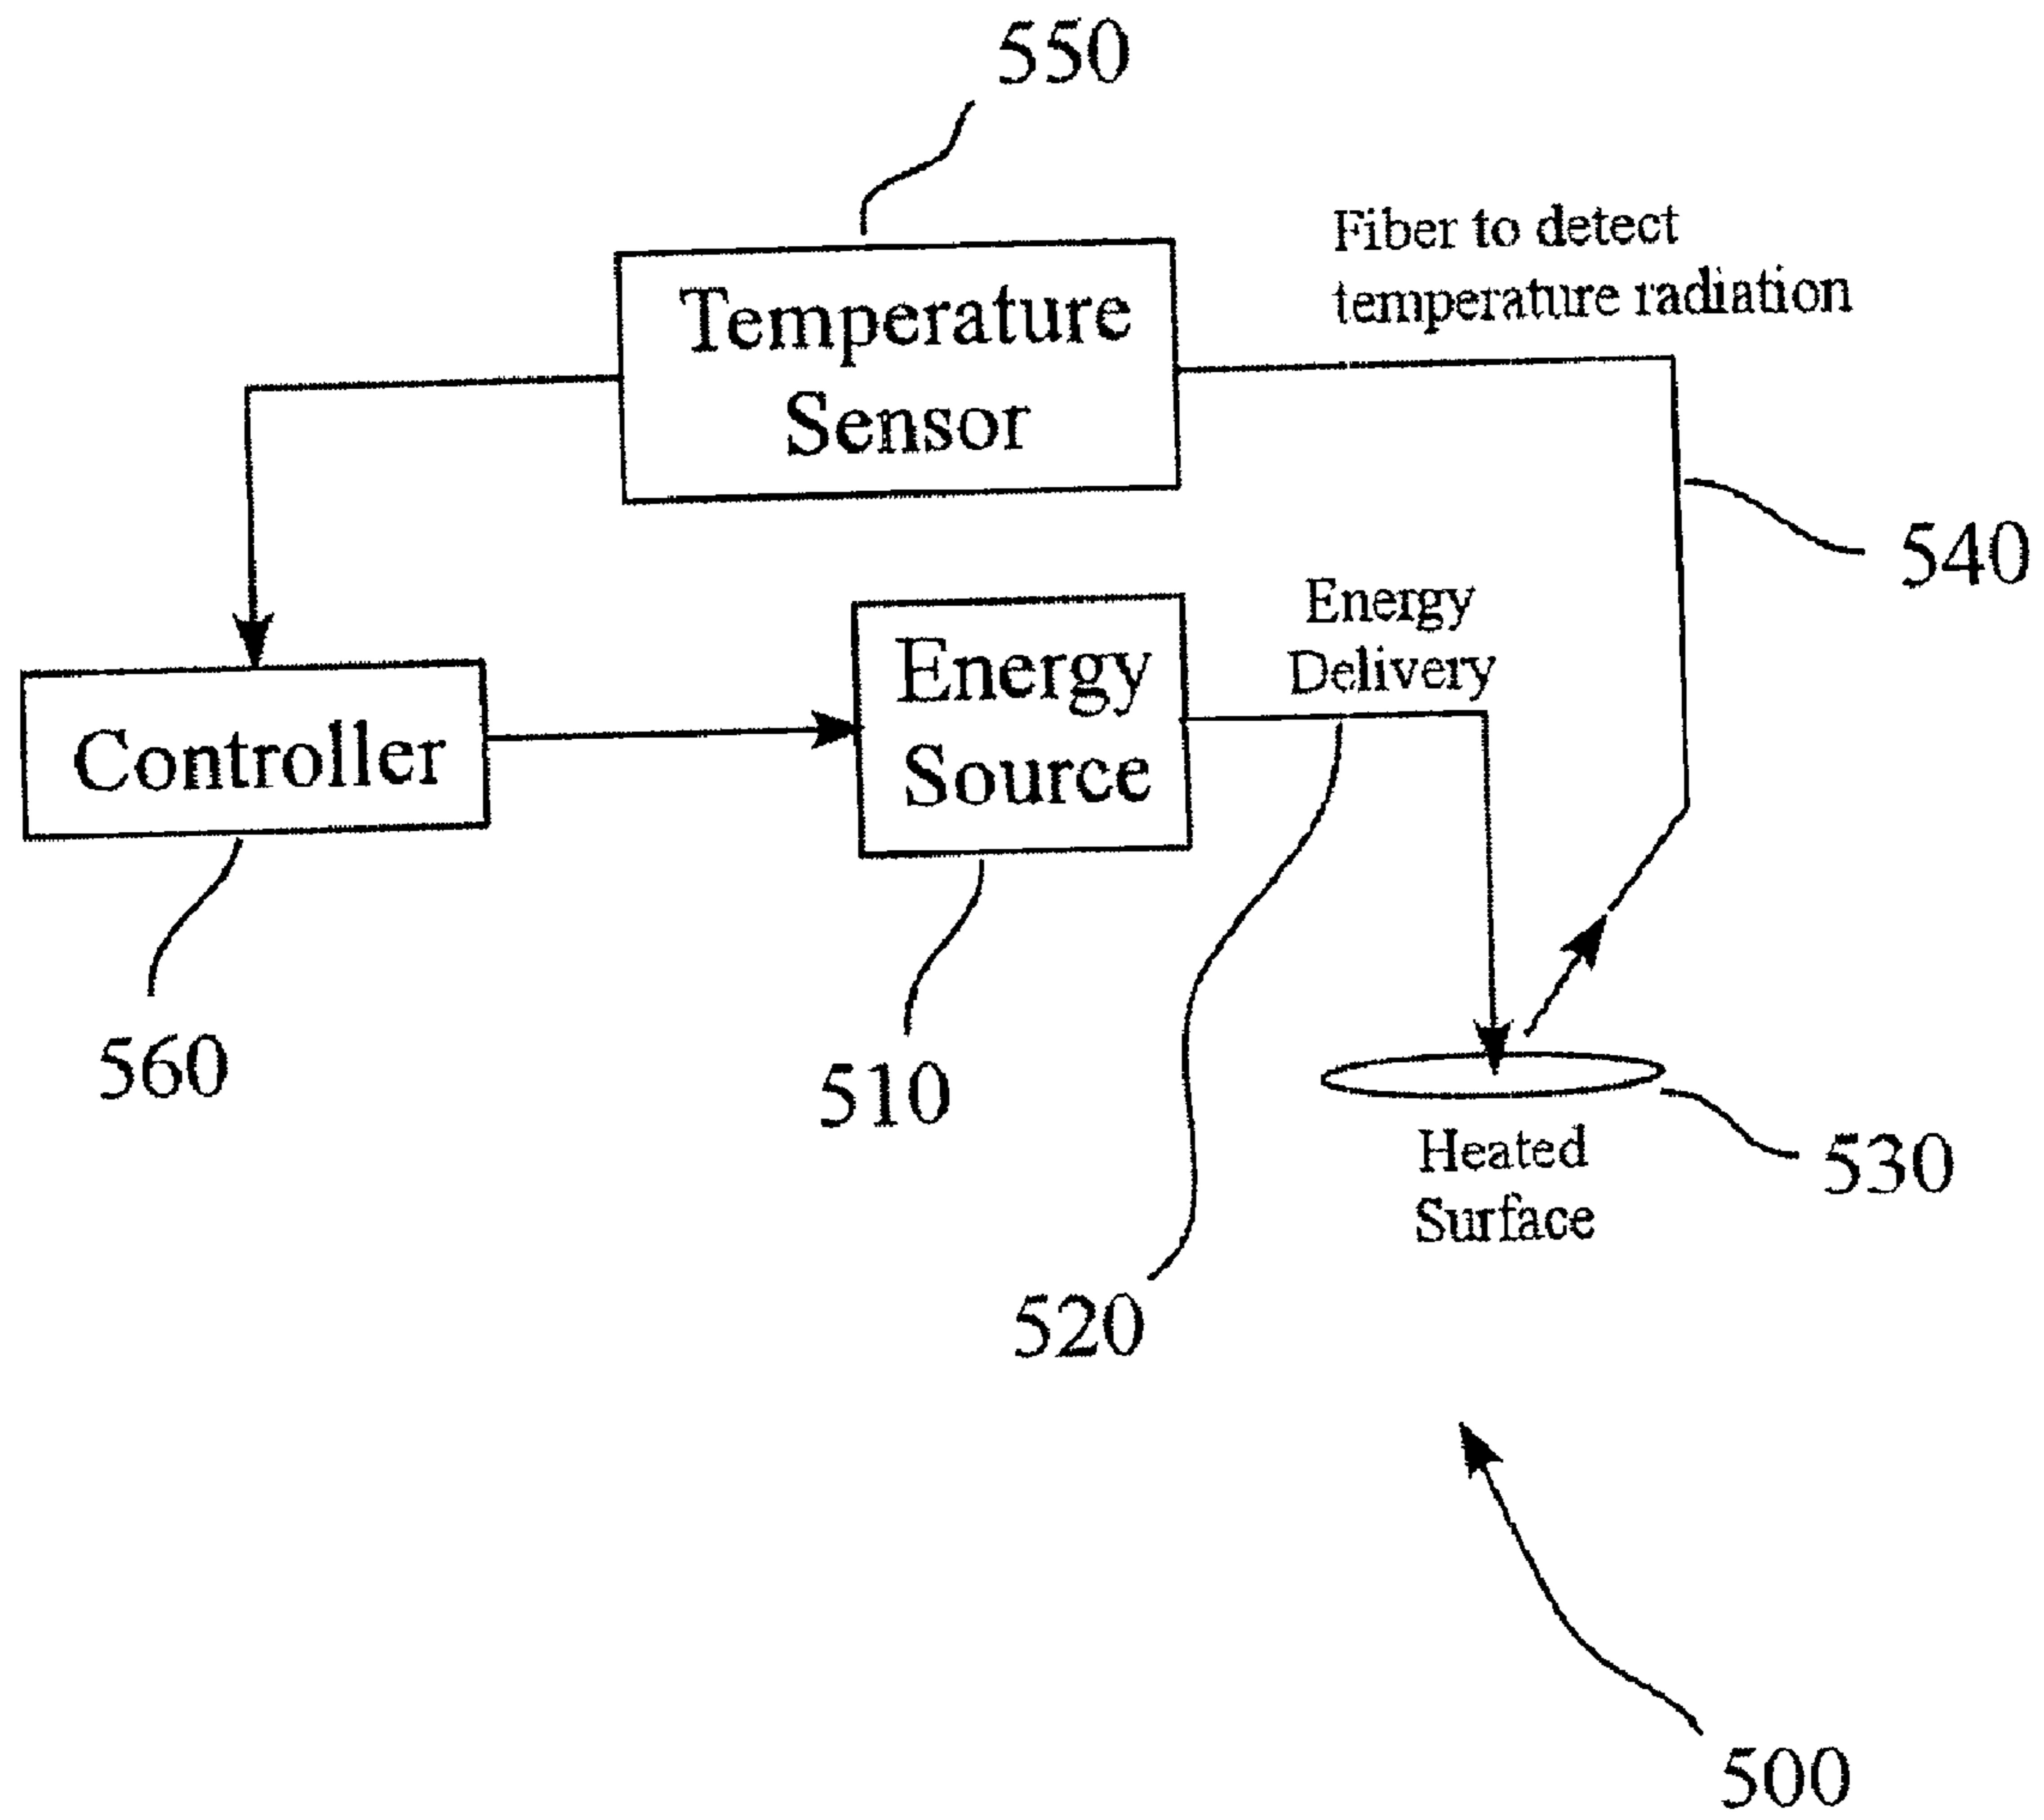 550
Fiber to detect
temperature radiation
Temperature
Sensor
540
Energy
Delivery
Energy
Source
Controller
560
510
Heated
Surface
530
520
500